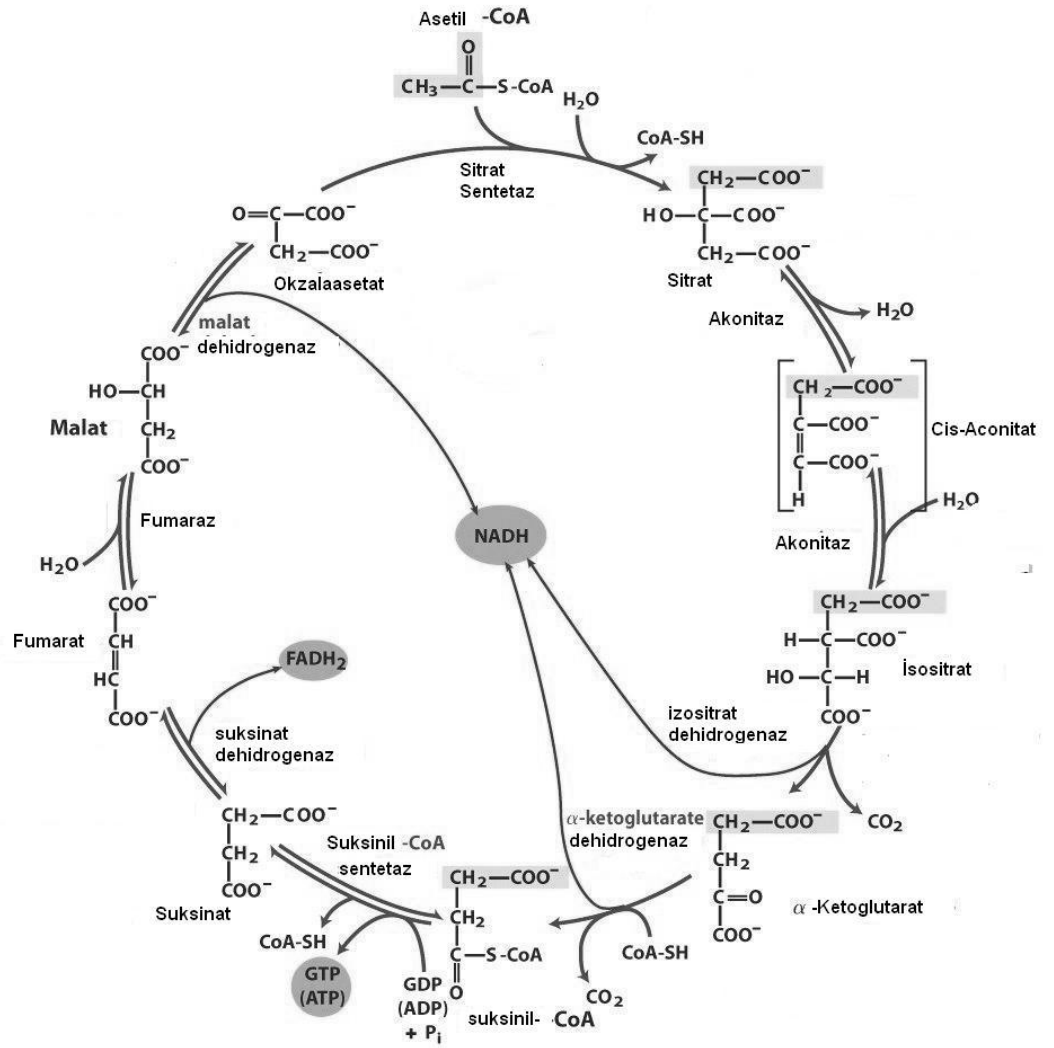 Asetil -CoA
O
CH3—C—S-CoA
H2O
CoA-SH
Sitrat
Sentetaz
CH2—COO−
HO—C—COO−
CH2—COO−
Sitrat
O=C—COO−
CH2—COO−
Okzalaasetat
Akonitaz
H2O
malat
dehidrogenaz
COO−
HO—CH
CH2
COO−
Malat
CH2—COO−
C—COO−
C—COO−
H
Cis-Aconitat
H2O
Akonitaz
Fumaraz
H2O
NADH
COO−
CH
HC
COO−
Fumarat
CH2—COO−
H—C—COO−
HO—C—H
COO−
İsositrat
FADH2
suksinat
dehidrogenaz
izositrat
dehidrogenaz
CO2
CH2—COO−
CH2
COO−
Suksinat
Suksinil -CoA
sentetaz
α-ketoglutarate
dehidrogenaz
CH2—COO−
CH2
C=O
COO−
α -Ketoglutarat
CH2—COO−
CH2
C—S-CoA
O
suksinil- CoA
CoA-SH
GTP
(ATP)
GDP
(ADP)
+ Pi
CO2
CoA-SH